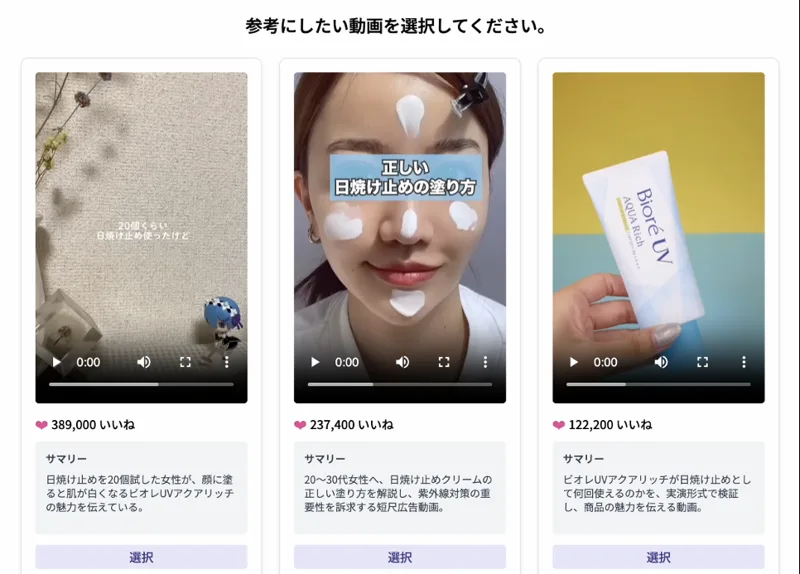 参考にしたい動画を選択してください。
20個くらい
日焼け止め使ったけど
0:00
正しい
日焼け止めの塗り方
0:00
Bioré UV
AQUA Rich
0:00
389,000 いいね
237,400 いいね
122,200 いいね
サマリー
日焼け止めを20個試した女性が、顔に塗
ると肌が白くなるビオレUVアクアリッチ
の魅力を伝えている。
サマリー
20〜30代女性へ、日焼け止めクリームの
正しい塗り方を解説し、紫外線対策の重
要性を訴求する短尺広告動画。
サマリー
ビオレUVアクアリッチが日焼け止めとし
て何回使えるのかを、実演形式で検証
し、商品の魅力を伝える動画。
選択
選択
選択